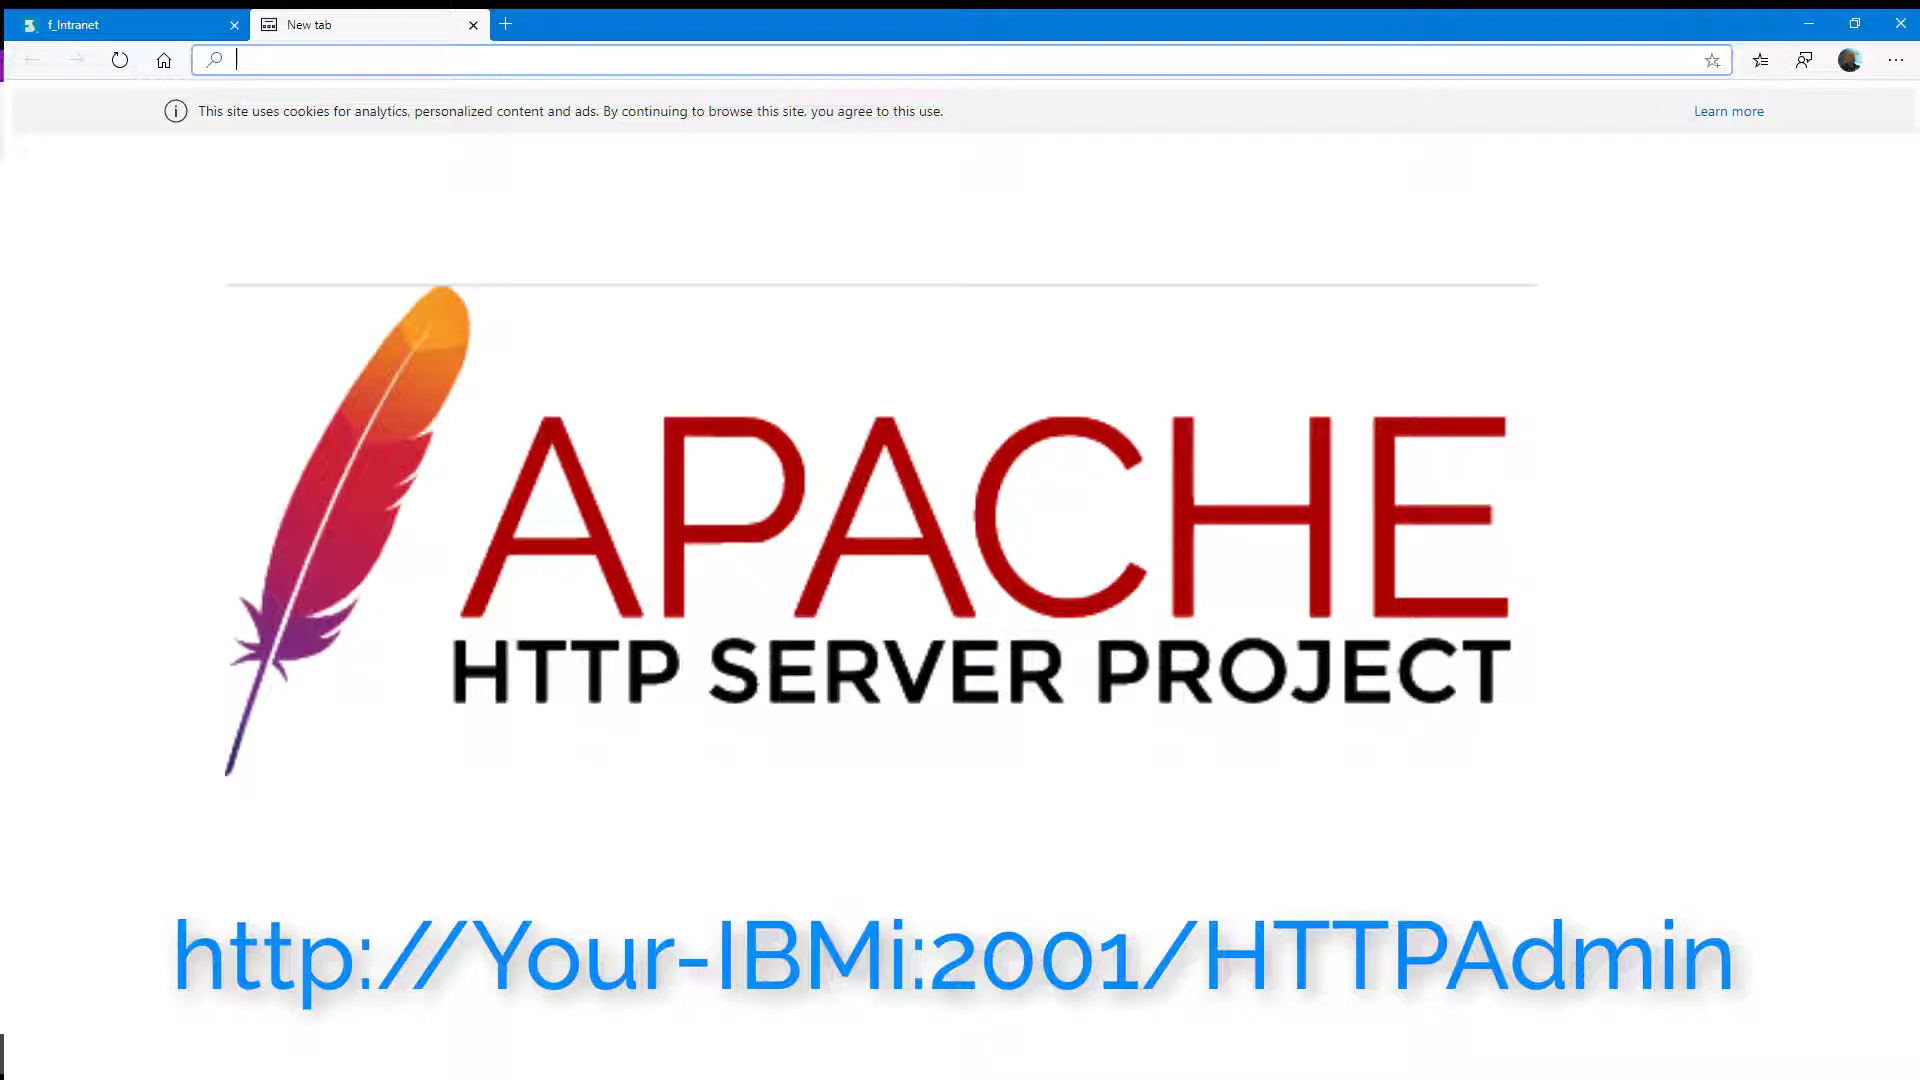 f_Intranet
New tab
This site uses cookies for analytics, personalized content and ads. By continuing to browse this site, you agree to this use.
Learn more
APACHE
HTTP SERVER PROJECT
http://Your-IBMi:2001/HTTPAdmin